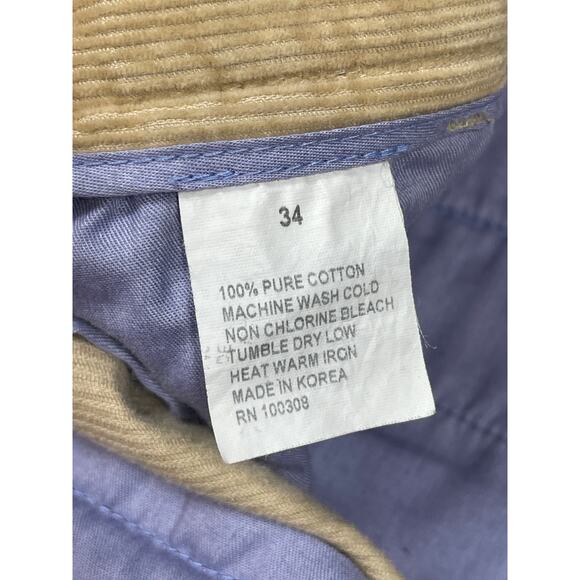 34
100% PURE COTTON
MACHINE WASH COLD
NON CHLORINE BLEACH
TUMBLE DRY LOW
HEAT WARM IRON
MADE IN KOREA
RN 100308